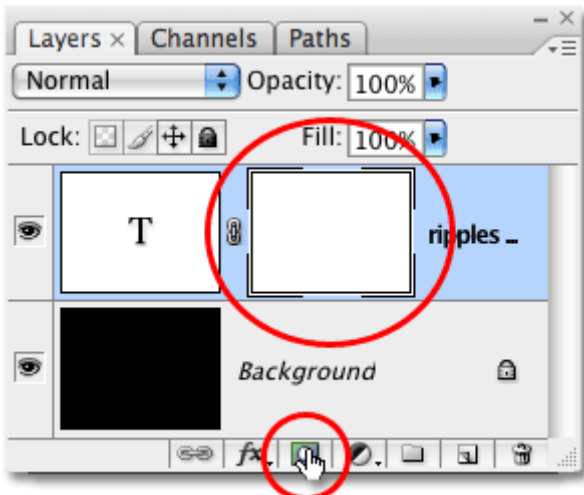 Layers × Channels Paths
Normal Opacity: 100%
Lock: Fill: 100%
T ripples ...
Background
fx